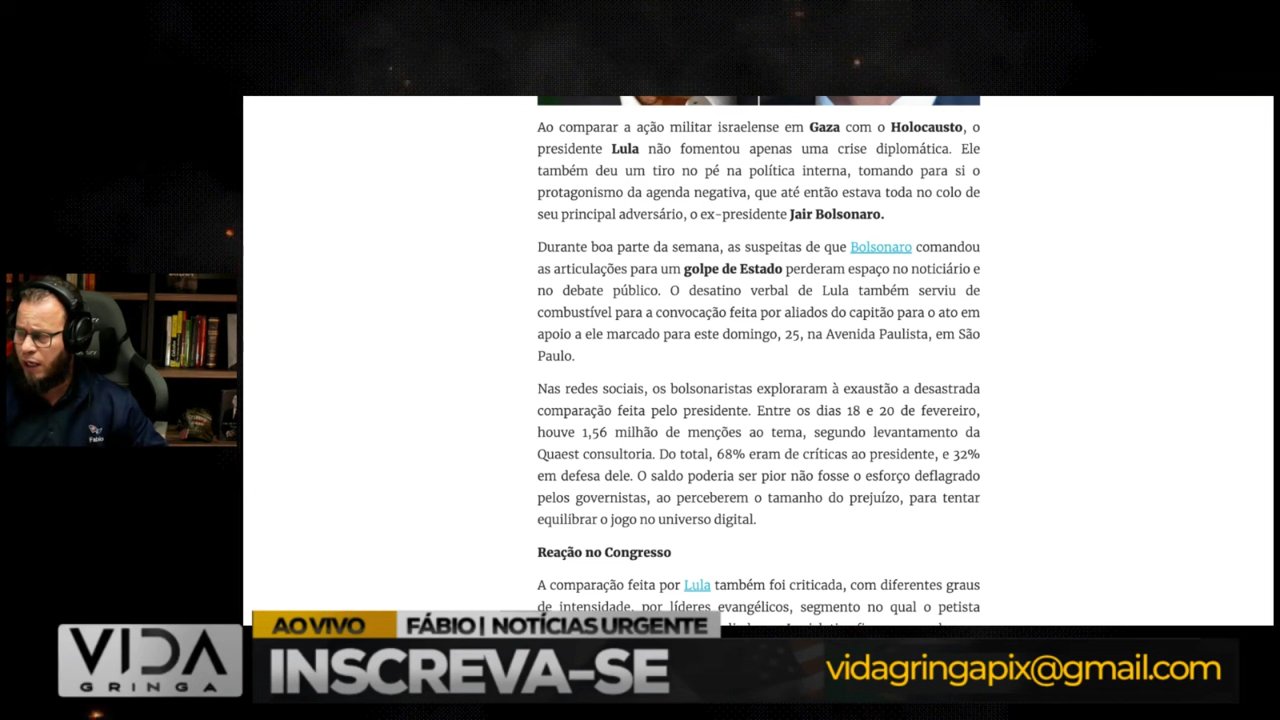 Ao comparar a ação militar israelense em Gaza com o Holocausto, o
presidente Lula não fomentou apenas uma crise diplomática. Ele
também deu um tiro no pé na política interna, tomando para si o
protagonismo da agenda negativa, que até então estava toda no colo de
seu principal adversário, o ex-presidente Jair Bolsonaro.
Durante boa parte da semana, as suspeitas de que Bolsonaro comandou
as articulações para um golpe de Estado perderam espaço no noticiário e
no debate público. O desatino verbal de Lula também serviu de
combustível para a convocação feita por aliados do capitão para o ato em
apoio a ele marcado para este domingo, 25, na Avenida Paulista, em São
Paulo.
Nas redes sociais, os bolsonaristas exploraram à exaustão a desastrada
comparação feita pelo presidente. Entre os dias 18 e 20 de fevereiro,
houve 1,56 milhão de menções ao tema, segundo levantamento da
Quaest consultoria. Do total, 68% eram de críticas ao presidente, e 32%
em defesa dele. O saldo poderia ser pior não fosse o esforço deflagrado
pelos governistas, ao perceberem o tamanho do prejuízo, para tentar
equilibrar o jogo no universo digital.
Reação no Congresso
A comparação feita por Lula também foi criticada, com diferentes graus
de intensidade, por líderes evangélicos, segmento no qual o petista
Fabio
AO VIVO
FÁBIO | NOTÍCIAS URGENTE
VIDA
GRINGA
INSCREVA-SE
vidagringapix@gmail.com